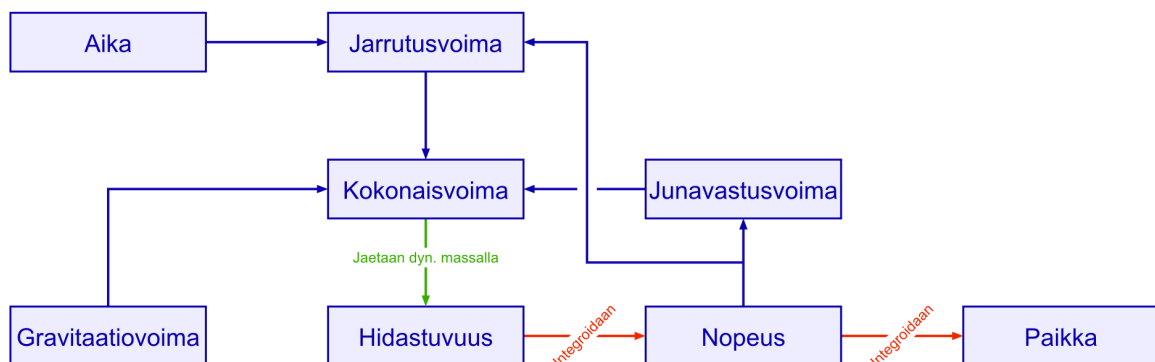 Aika
Jarrutusvoima
Kokonaisvoima
Junavastusvoima
Jaetaan dyn. massalla
Gravitaatiovoima
Hidastuvuus
Integroidaan
Nopeus
Integroidaan
Paikka